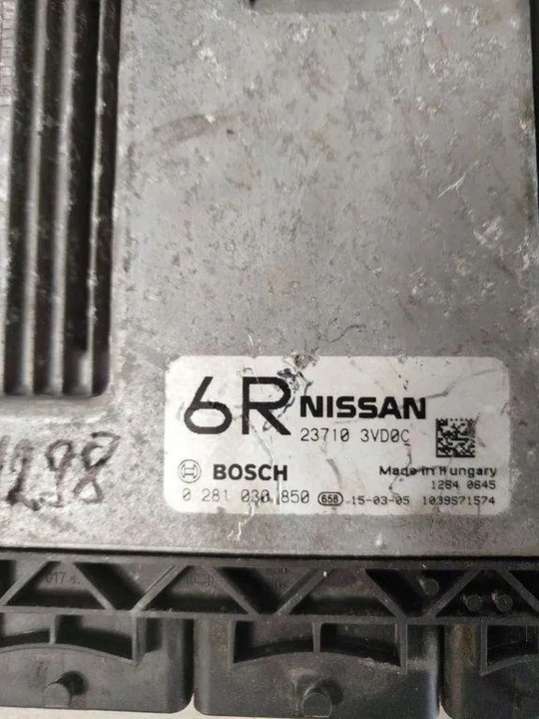 6R NISSAN
23710 3VD0C
BOSCH
Made in Hungary
1284 0645
0 281 030 850 658 15-03-05 1039S71574
298